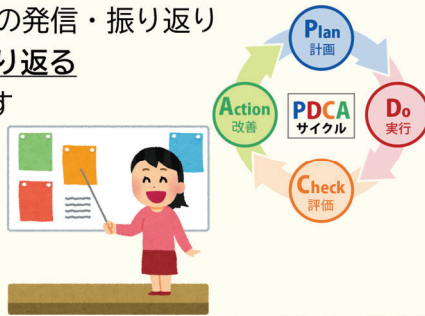 の発信・振り返り
り返る
す
Plan
計画
Action
改善
PDCA
サイクル
Do
実行
Check
評価